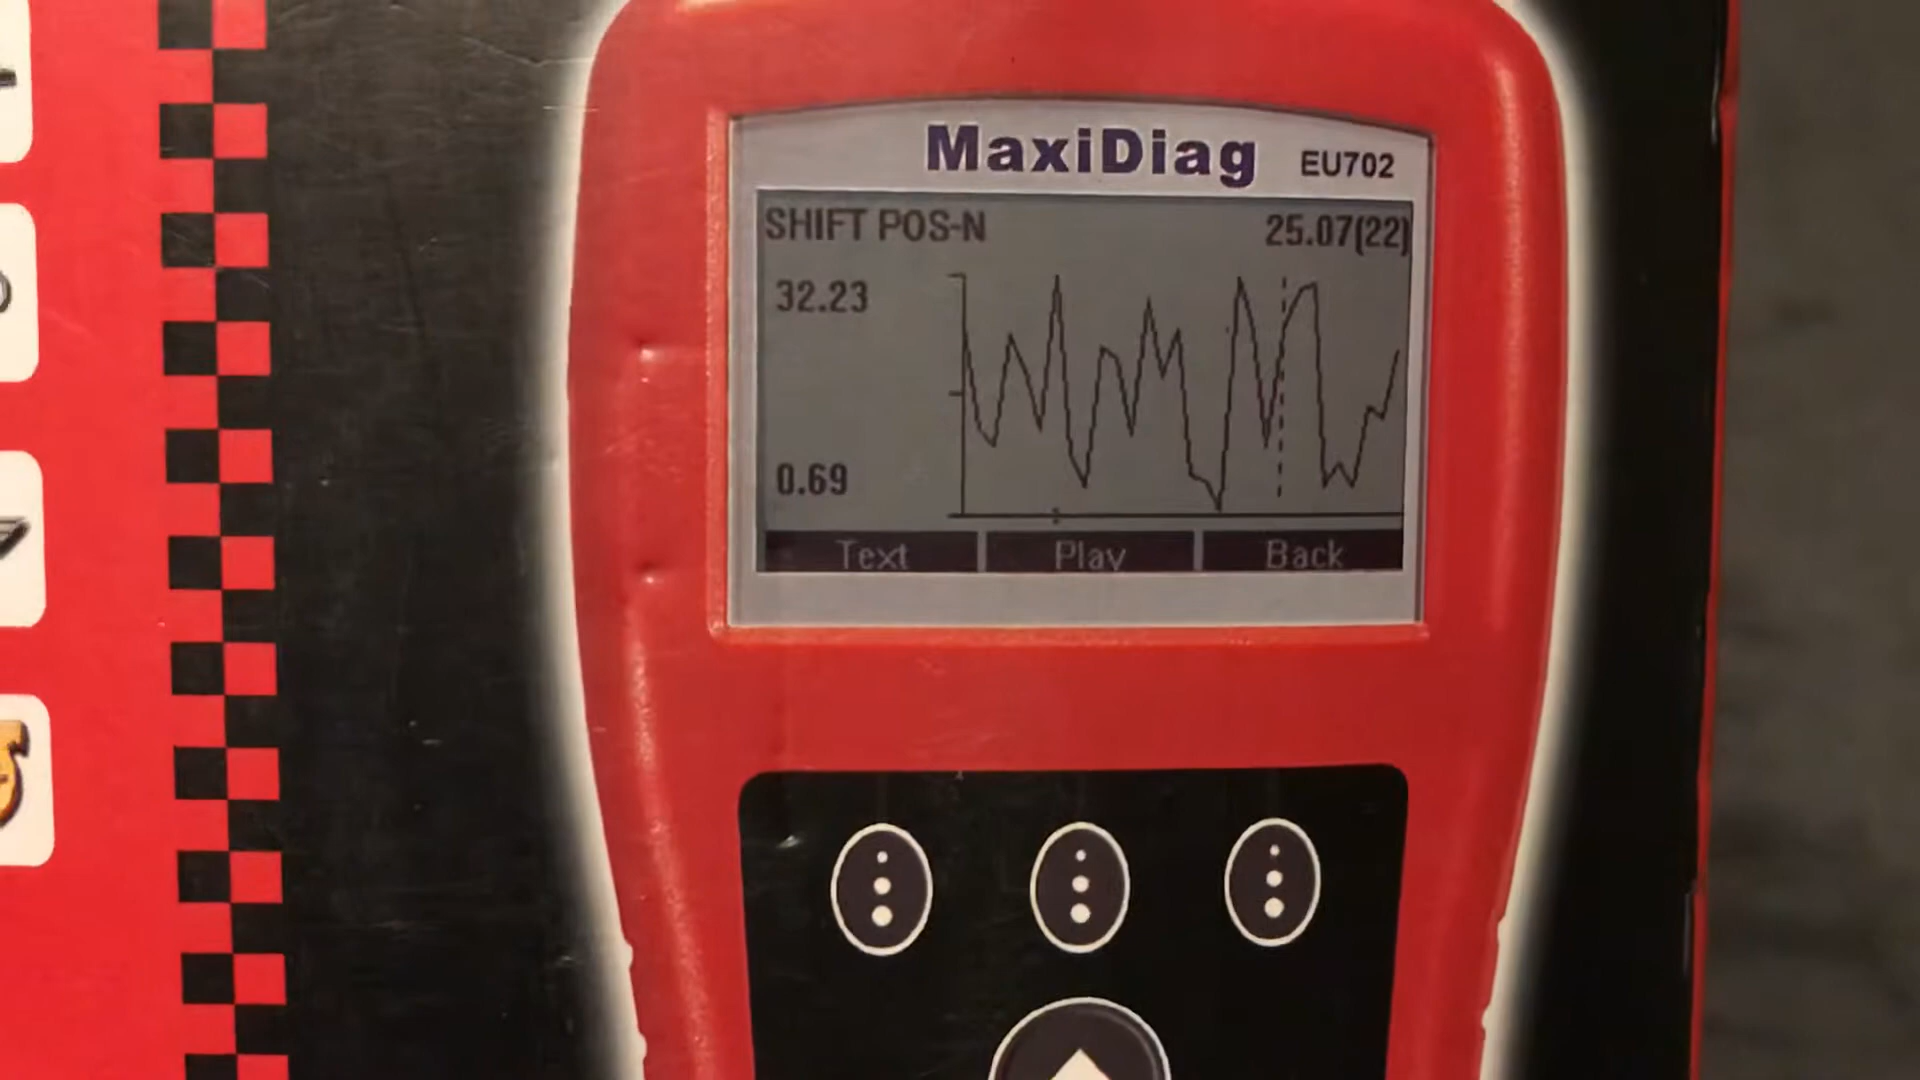 MaxiDiag EU702
SHIFT POS-N 25.07(22)
32.23
0.69
Text Play Back